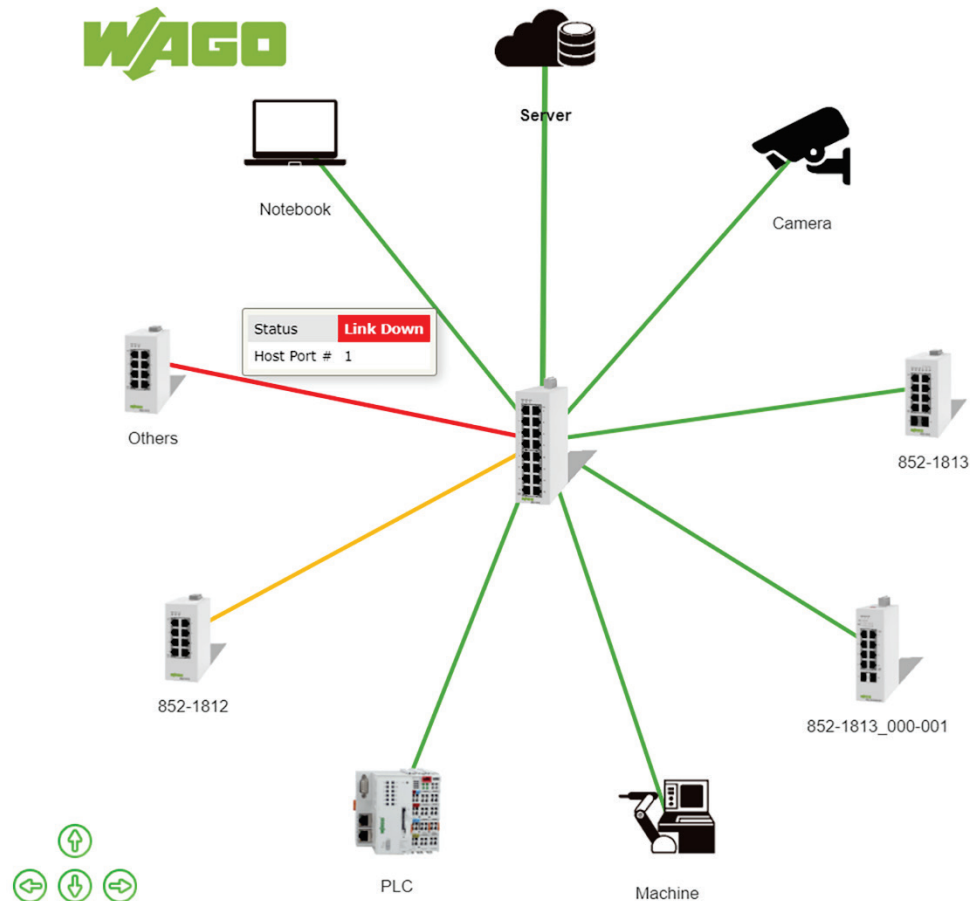 WAGO
Server
Notebook
Camera
Status Link Down
Host Port # 1
Others
852-1813
852-1812
852-1813_000-001
PLC
Machine